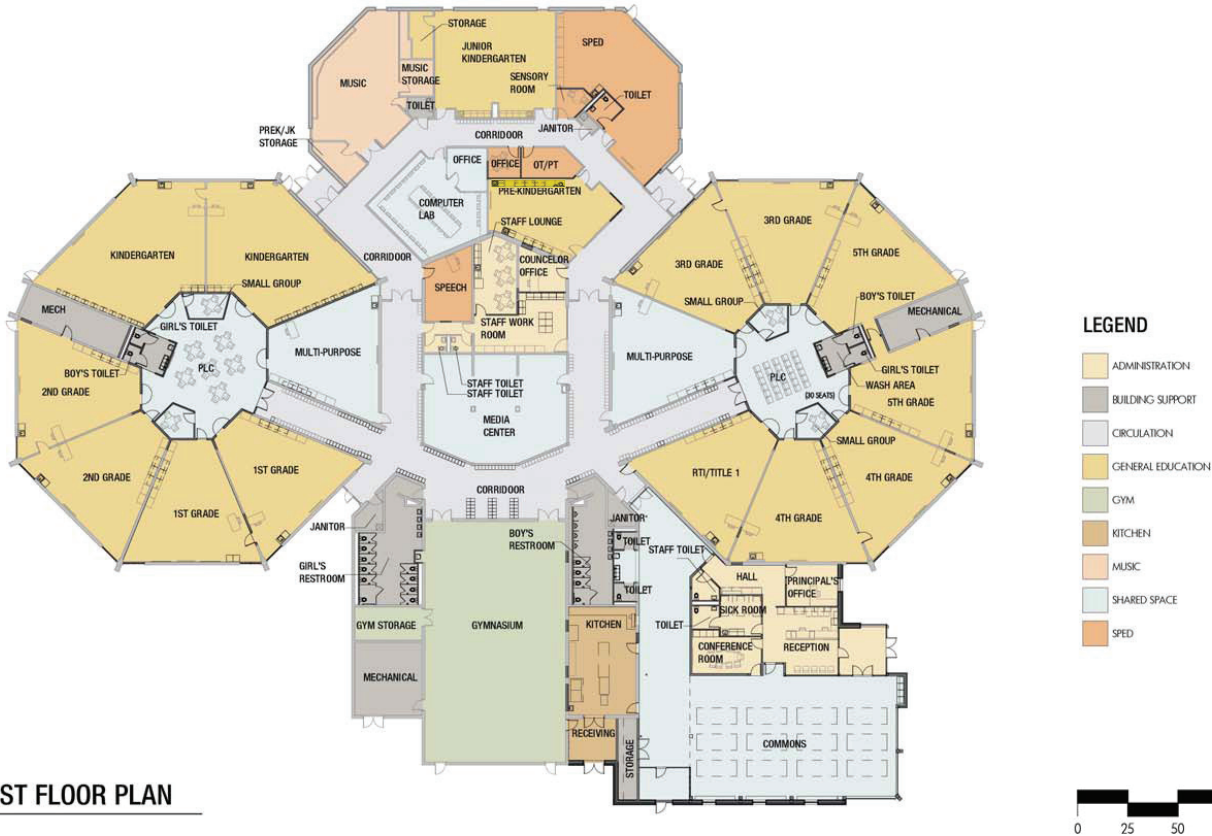 STORAGE
JUNIOR
KINDERGARTEN
SPED
MUSIC
MUSIC
STORAGE
SENSORY
ROOM
TOILET
TOILET
PREK/JK
STORAGE
CORRIDOOR
JANITOR
OFFICE
OFFICE
OT/PT
PRE-KINDERGARTEN
COMPUTER
LAB
STAFF LOUNGE
KINDERGARTEN
KINDERGARTEN
CORRIDOOR
COUNCELOR
OFFICE
3RD GRADE
3RD GRADE
5TH GRADE
SMALL GROUP
SPEECH
SMALL GROUP
BOY'S TOILET
MECH
GIRL'S TOILET
STAFF WORK
ROOM
MECHANICAL
MULTI-PURPOSE
MULTI-PURPOSE
BOY'S TOILET
PLC
PLC
(30 SEATS)
GIRL'S TOILET
WASH AREA
2ND GRADE
STAFF TOILET
STAFF TOILET
5TH GRADE
MEDIA
CENTER
SMALL GROUP
2ND GRADE
1ST GRADE
RTI/TITLE 1
4TH GRADE
1ST GRADE
CORRIDOOR
4TH GRADE
JANITOR
JANITOR
BOY'S
RESTROOM
TOILET
STAFF TOILET
GIRL'S
RESTROOM
HALL
PRINCIPAL'S
OFFICE
TOILET
SICK ROOM
GYM STORAGE
GYMNASIUM
KITCHEN
TOILET
CONFERENCE
ROOM
RECEPTION
MECHANICAL
RECEIVING
STORAGE
COMMONS
ST FLOOR PLAN
LEGEND
ADMINISTRATION
BUILDING SUPPORT
CIRCULATION
GENERAL EDUCATION
GYM
KITCHEN
MUSIC
SHARED SPACE
SPED
0 25 50